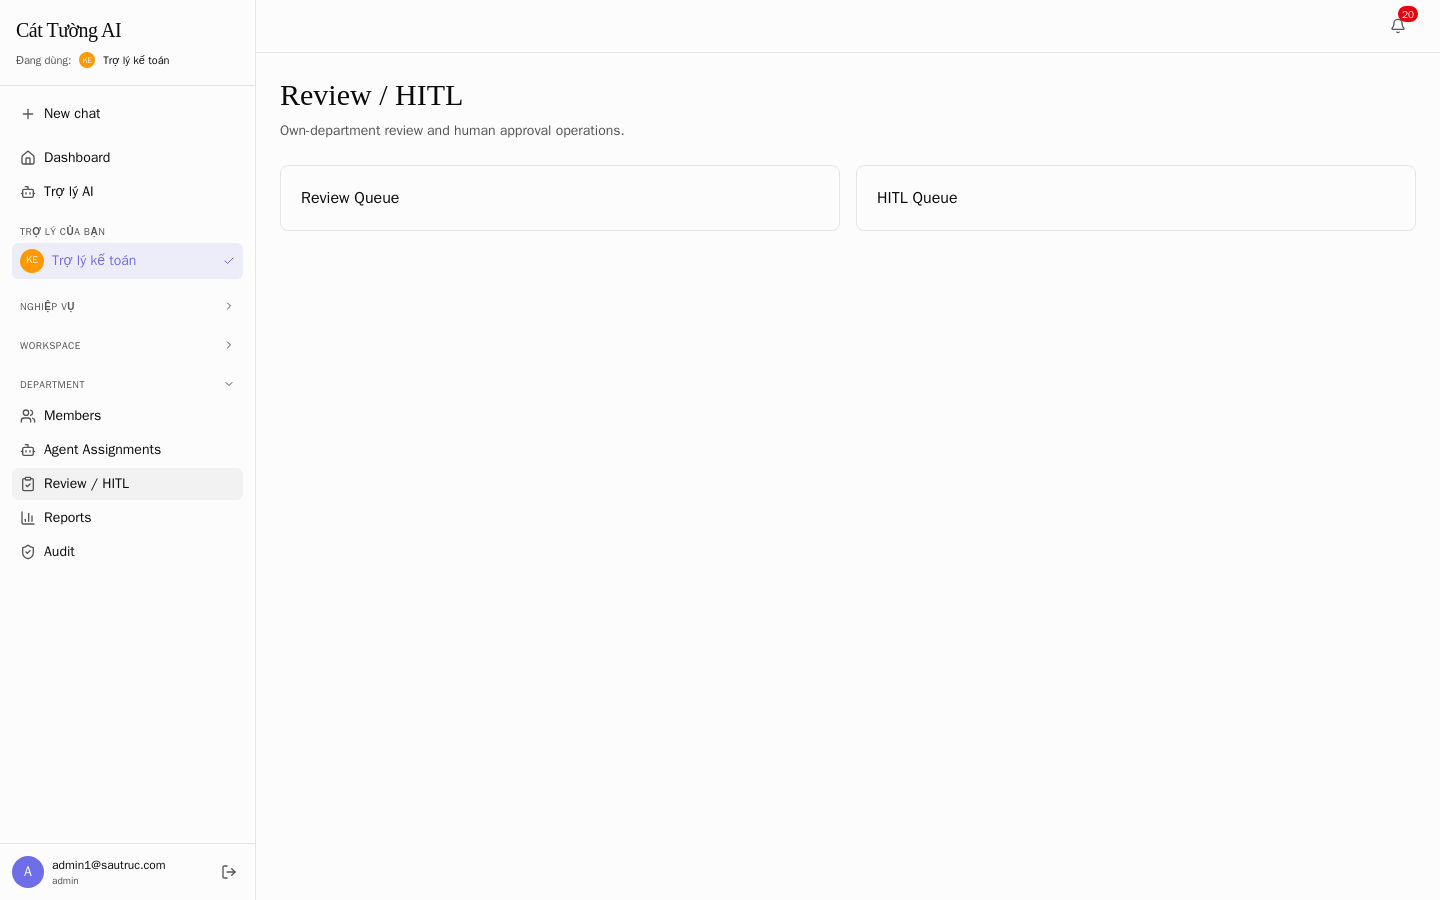 Cát Tường AI
Đang dùng: KE Trợ lý kế toán
New chat
Dashboard
Trợ lý AI
TRỢ LÝ CỦA BẠN
KE Trợ lý kế toán
NGHIỆP VỤ
WORKSPACE
DEPARTMENT
Members
Agent Assignments
Review / HITL
Reports
Audit
A
admin1@sautruc.com
admin
20
Review / HITL
Own-department review and human approval operations.
Review Queue
HITL Queue